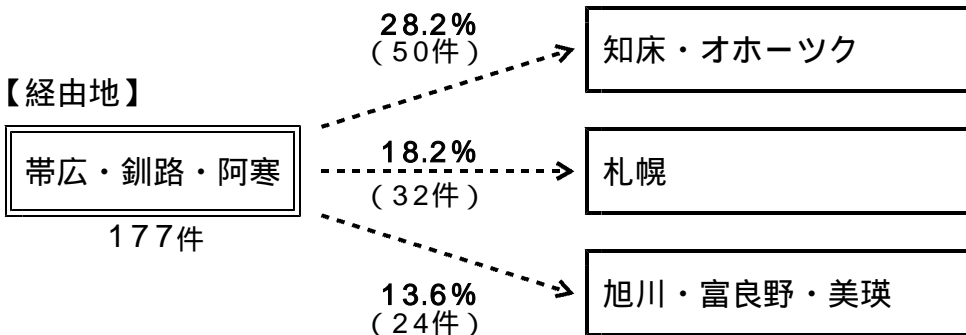 28.2%
(50件)
知床・オホーツク
【経由地】
帯広・釧路・阿寒
177件
18.2%
(32件)
札幌
13.6%
(24件)
旭川・富良野・美瑛